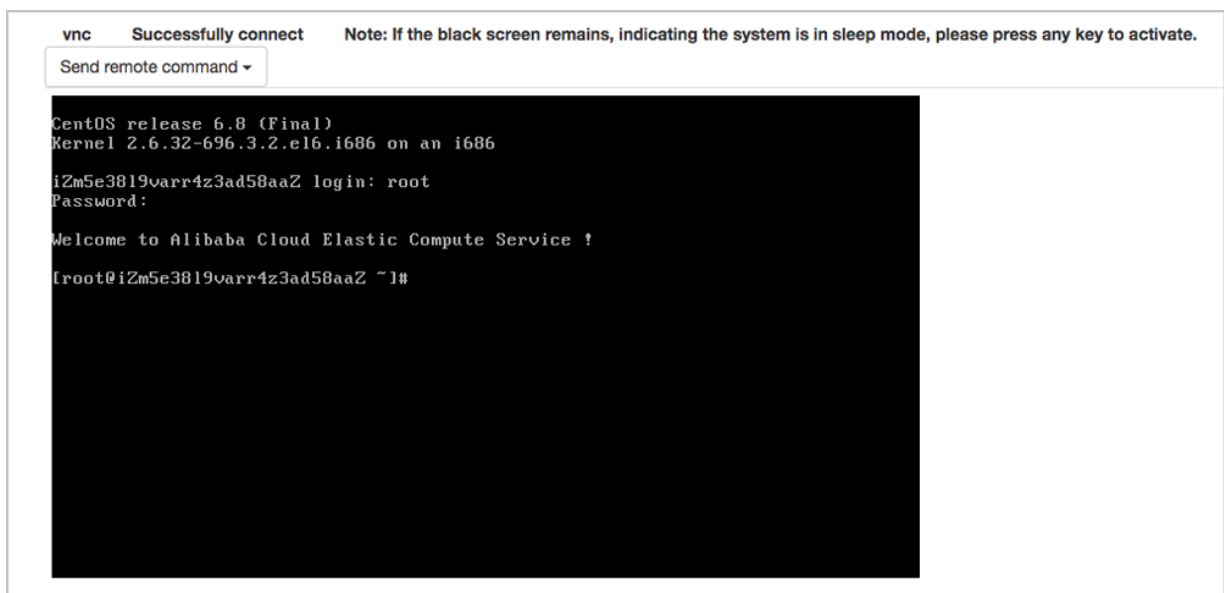 vnc Successfully connect Note: If the black screen remains, indicating the system is in sleep mode, please press any key to activate.
Send remote command
CentOS release 6.8 (Final)
Kernel 2.6.32-696.3.2.el6.i686 on an i686
iZm5e3819varr4z3ad58aaZ login: root
Password:
Welcome to Alibaba Cloud Elastic Compute Service !
[root@iZm5e3819varr4z3ad58aaZ ~]#